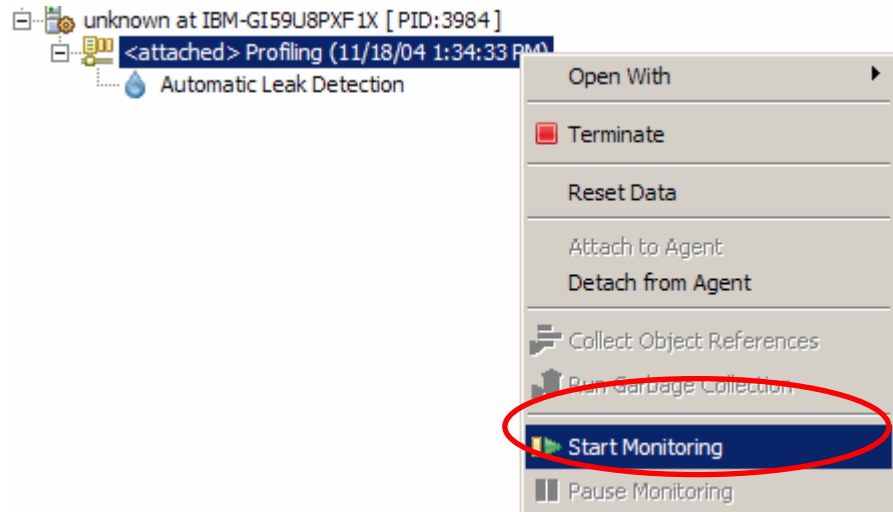 unknown at IBM-GI59U8PXF1X [ PID:3984 ]
<attached> Profiling (11/18/04 1:34:33 PM)
Automatic Leak Detection
Open With
Terminate
Reset Data
Attach to Agent
Detach from Agent
Collect Object References
Run Garbage Collection
Start Monitoring
Pause Monitoring